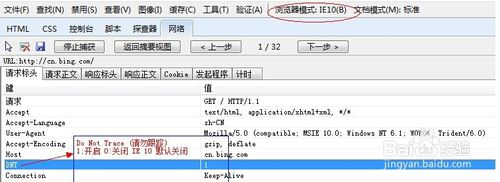 文件(F) 查找(N) 禁用(S) 查看(V) 图像(I) 缓存(C) 工具(T) 验证(A) 浏览器模式: IE10(B) 文档模式(M): 标准
HTML CSS 控制台 脚本 探查器 网络
停止捕获 返回摘要视图 < 上一步 1 / 32 下一步 >
URL:http://cn.bing.com/
请求标头 请求正文 响应标头 响应正文 Cookie 发起程序 计时
键 值
请求 GET / HTTP/1.1
Accept text/html, application/xhtml+xml, */*
Accept-Language zh-CN
User-Agent Mozilla/5.0 (compatible; MSIE 10.0; Windows NT 6.1; WOW64; Trident/6.0)
Accept-Encoding gzip, deflate
Do Not Trace (请勿跟踪)
1:开启 0:关闭 IE 10 默认关闭
Host cn.bing.com
DNT 1
Connection Keep-Alive
Baidu 经验
jingyan.baidu.com